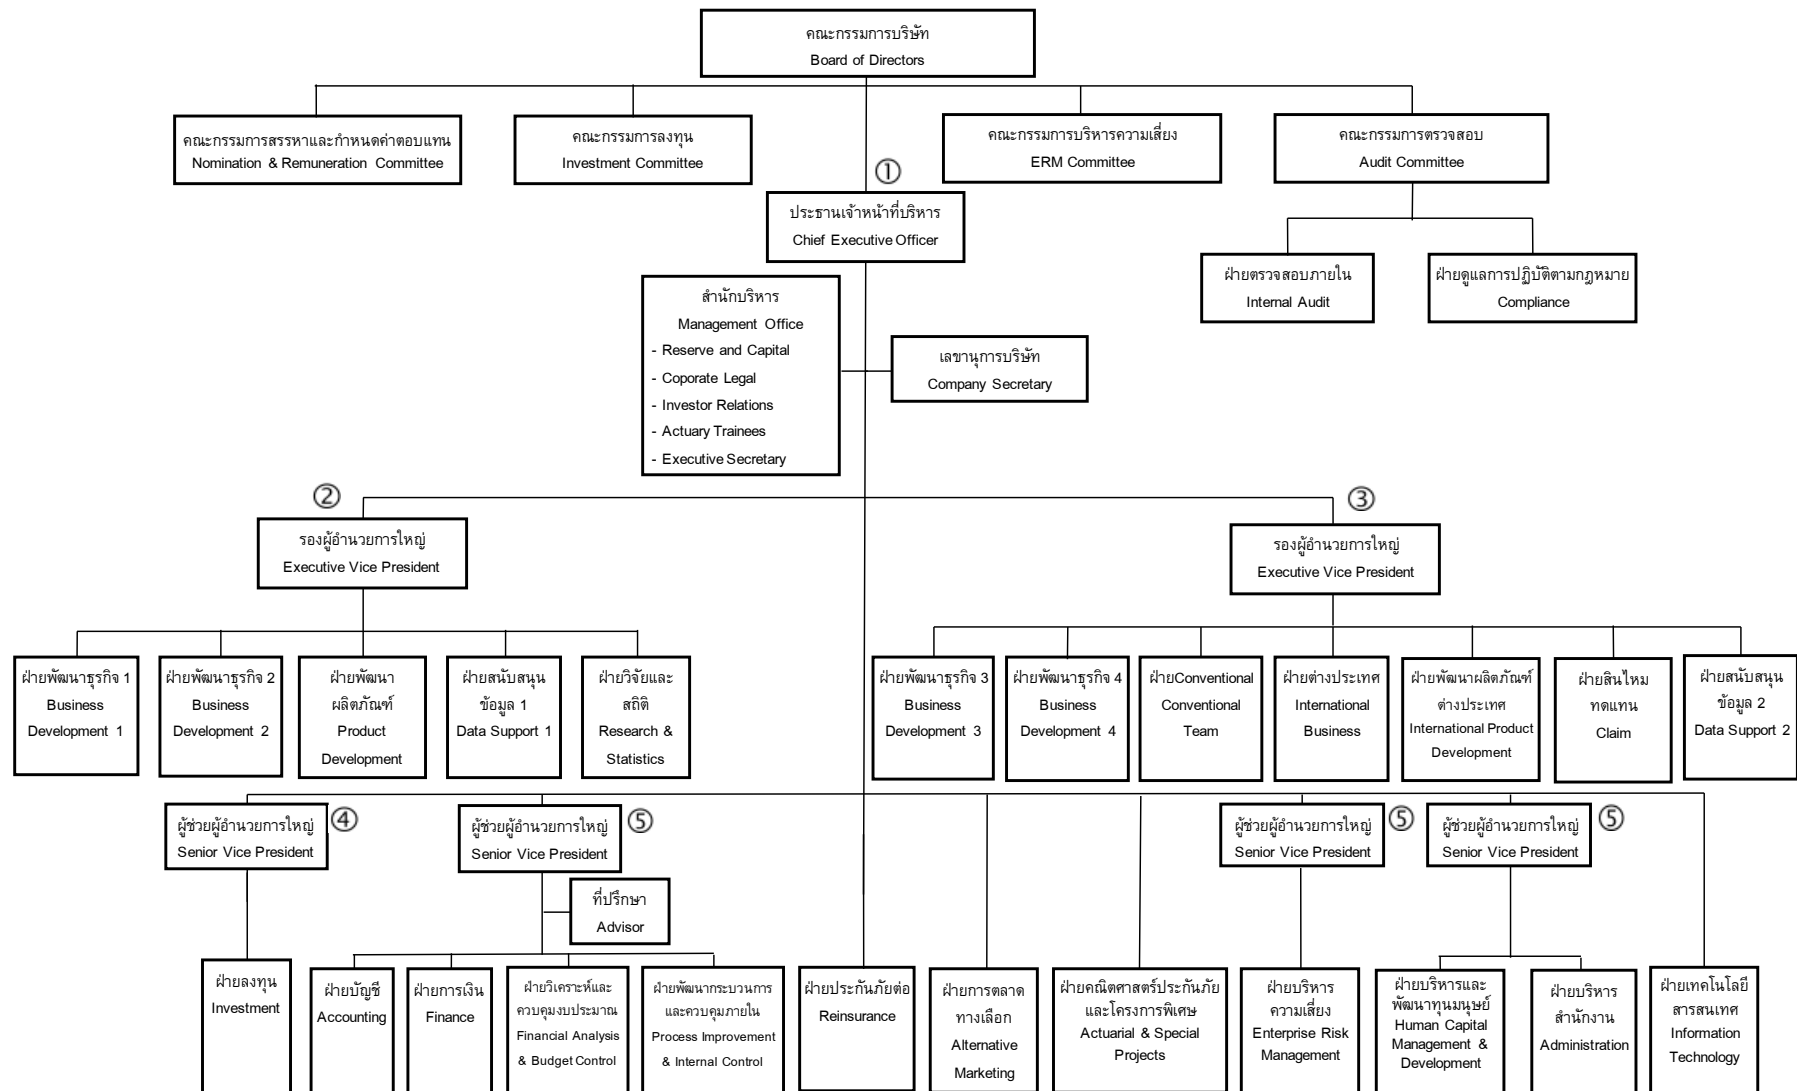 คณะกรรมการบริษัท
Board of Directors
คณะกรรมการสรรหาและกำหนดค่าตอบแทน
Nomination & Remuneration Committee
คณะกรรมการลงทุน
Investment Committee
คณะกรรมการบริหารความเสี่ยง
ERM Committee
คณะกรรมการตรวจสอบ
Audit Committee
①
ประธานเจ้าหน้าที่บริหาร
Chief Executive Officer
ฝ่ายตรวจสอบภายใน
Internal Audit
ฝ่ายดูแลการปฏิบัติตามกฎหมาย
Compliance
สำนักบริหาร
Management Office
- Reserve and Capital
- Coporate Legal
- Investor Relations
- Actuary Trainees
- Executive Secretary
เลขานุการบริษัท
Company Secretary
②
รองผู้อำนวยการใหญ่
Executive Vice President
③
รองผู้อำนวยการใหญ่
Executive Vice President
ฝ่ายพัฒนาธุรกิจ 1
Business
Development 1
ฝ่ายพัฒนาธุรกิจ 2
Business
Development 2
ฝ่ายพัฒนา
ผลิตภัณฑ์
Product
Development
ฝ่ายสนับสนุน
ข้อมูล 1
Data Support 1
ฝ่ายวิจัยและ
สถิติ
Research &
Statistics
ฝ่ายพัฒนาธุรกิจ 3
Business
Development 3
ฝ่ายพัฒนาธุรกิจ 4
Business
Development 4
ฝ่ายConventional
Conventional
Team
ฝ่ายต่างประเทศ
International
Business
ฝ่ายพัฒนาผลิตภัณฑ์
ต่างประเทศ
International Product
Development
ฝ่ายสินไหม
ทดแทน
Claim
ฝ่ายสนับสนุน
ข้อมูล 2
Data Support 2
ผู้ช่วยผู้อำนวยการใหญ่
Senior Vice President
④
ผู้ช่วยผู้อำนวยการใหญ่
Senior Vice President
⑤
ผู้ช่วยผู้อำนวยการใหญ่
Senior Vice President
⑤
ผู้ช่วยผู้อำนวยการใหญ่
Senior Vice President
⑤
ที่ปรึกษา
Advisor
ฝ่ายลงทุน
Investment
ฝ่ายบัญชี
Accounting
ฝ่ายการเงิน
Finance
ฝ่ายวิเคราะห์และ
ควบคุมงบประมาณ
Financial Analysis
& Budget Control
ฝ่ายพัฒนากระบวนการ
และควบคุมภายใน
Process Improvement
& Internal Control
ฝ่ายประกันภัยต่อ
Reinsurance
ฝ่ายการตลาด
ทางเลือก
Alternative
Marketing
ฝ่ายคณิตศาสตร์ประกันภัย
และโครงการพิเศษ
Actuarial & Special
Projects
ฝ่ายบริหาร
ความเสี่ยง
Enterprise Risk
Management
ฝ่ายบริหารและ
พัฒนาทุนมนุษย์
Human Capital
Management &
Development
ฝ่ายบริหาร
สำนักงาน
Administration
ฝ่ายเทคโนโลยี
สารสนเทศ
Information
Technology